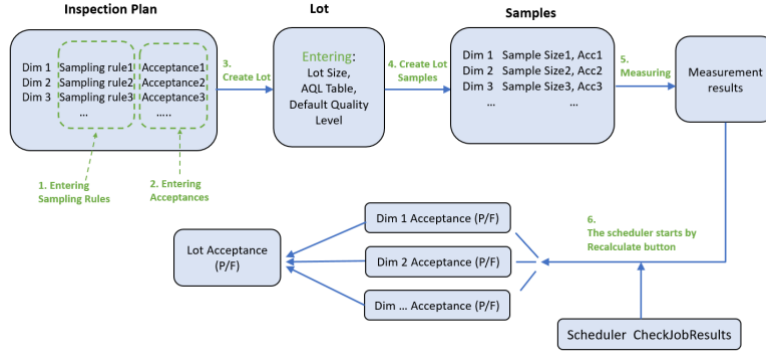 Inspection Plan
Lot
Samples
Dim 1 Sampling rule1 Acceptance1
Dim 2 Sampling rule2 Acceptance2
Dim 3 Sampling rule3 Acceptance3
... .....
1. Entering
Sampling Rules
2. Entering
Acceptances
3.
Create Lot
Entering:
Lot Size,
AQL Table,
Default Quality
Level
4. Create Lot
Samples
Dim 1 Sample Size1, Acc1
Dim 2 Sample Size2, Acc2
Dim 3 Sample Size3, Acc3
... ...
5.
Measuring
Measurement
results
6.
The scheduler starts by
Recalculate button
Scheduler CheckJobResults
Dim 1 Acceptance (P/F)
Dim 2 Acceptance (P/F)
Dim ... Acceptance (P/F)
Lot Acceptance
(P/F)